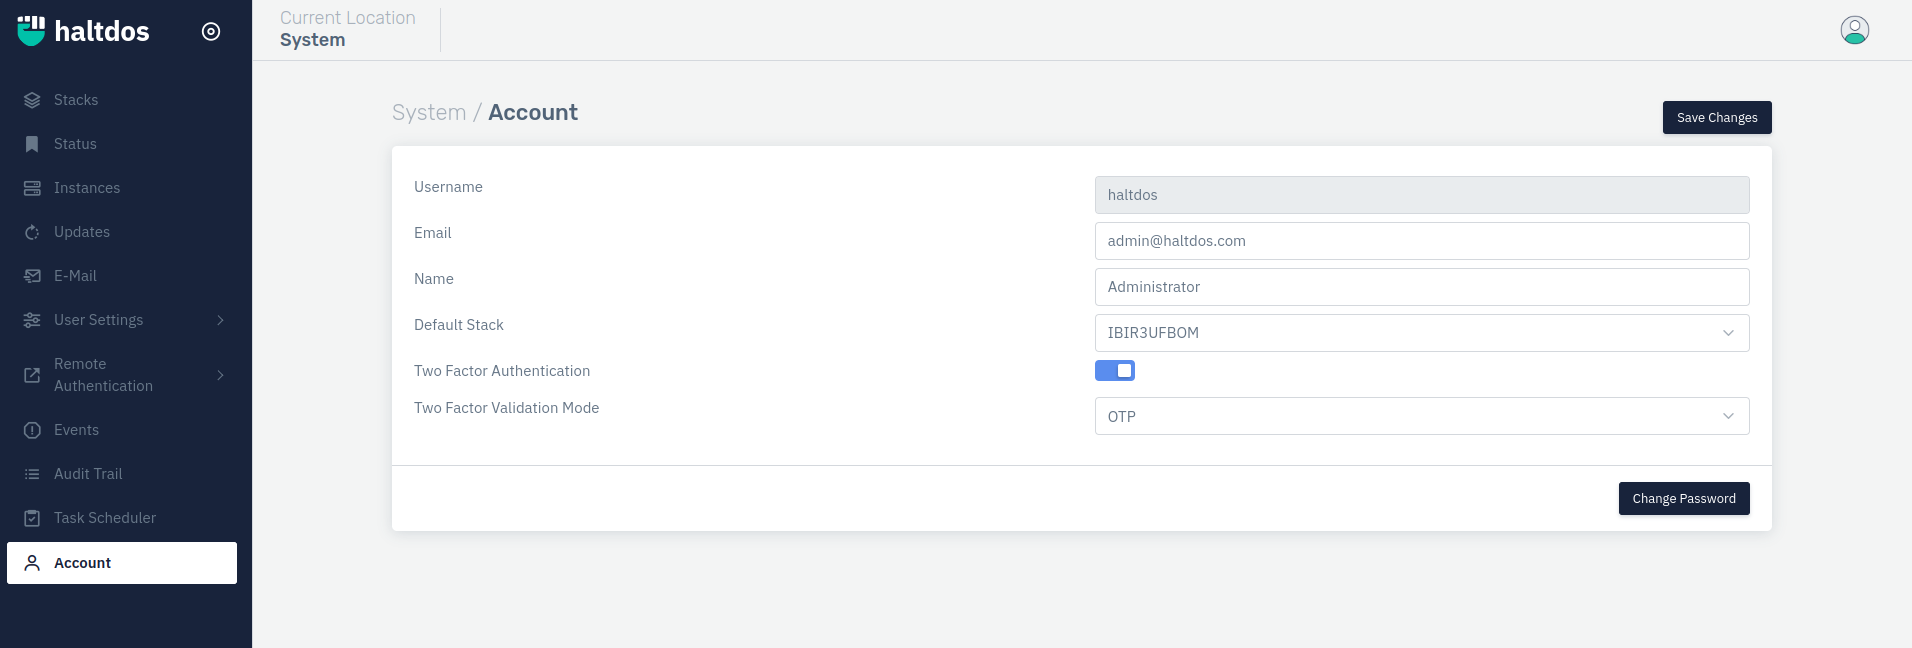 haltdos
Stacks
Status
Instances
Updates
E-Mail
User Settings
Remote
Authentication
Events
Audit Trail
Task Scheduler
Account
Current Location
System
System / Account
Save Changes
Username
haltdos
Email
admin@haltdos.com
Name
Administrator
Default Stack
IBIR3UFBOM
Two Factor Authentication
Two Factor Validation Mode
OTP
Change Password